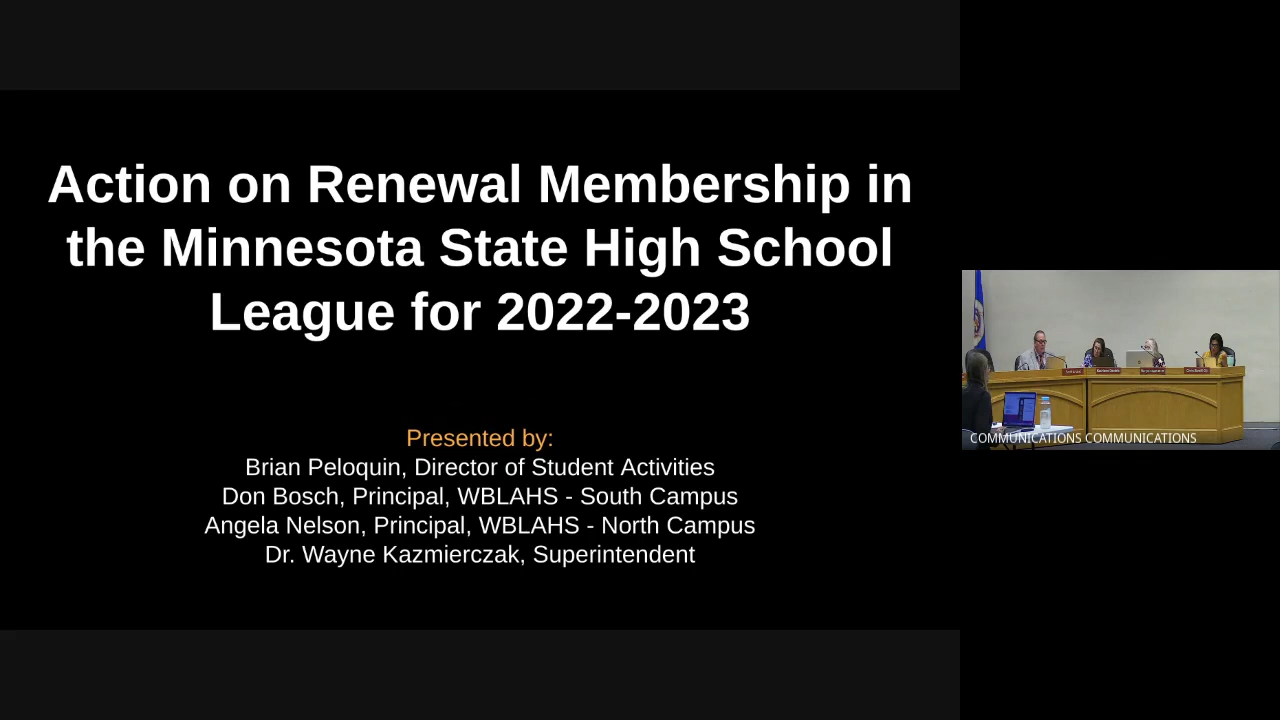 Action on Renewal Membership in
the Minnesota State High School
League for 2022-2023
Presented by:
Brian Peloquin, Director of Student Activities
Don Bosch, Principal, WBLAHS - South Campus
Angela Nelson, Principal, WBLAHS - North Campus
Dr. Wayne Kazmierczak, Superintendent
COMMUNICATIONS COMMUNICATIONS